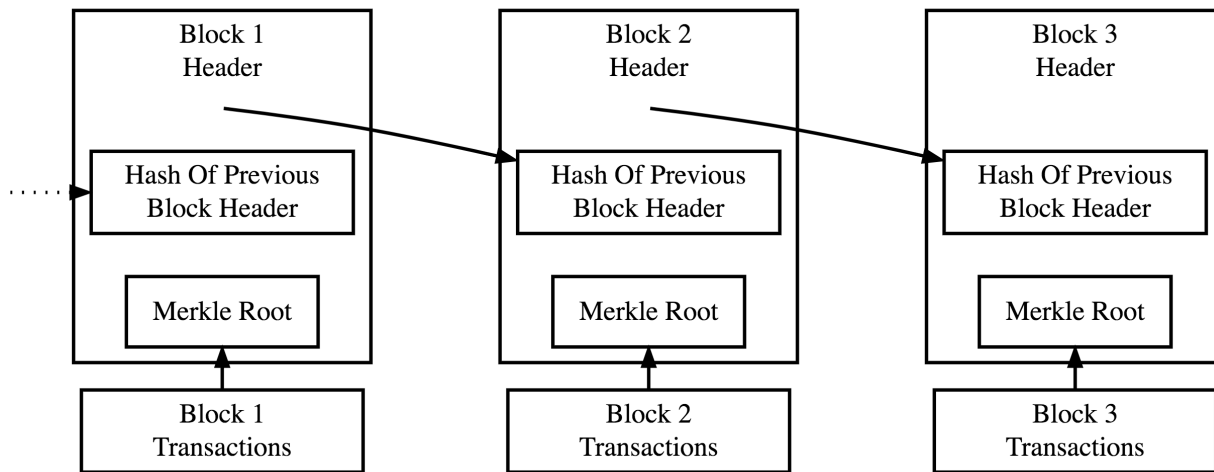 Block 1
Header
Hash Of Previous
Block Header
Merkle Root
Block 1
Transactions
Block 2
Header
Hash Of Previous
Block Header
Merkle Root
Block 2
Transactions
Block 3
Header
Hash Of Previous
Block Header
Merkle Root
Block 3
Transactions